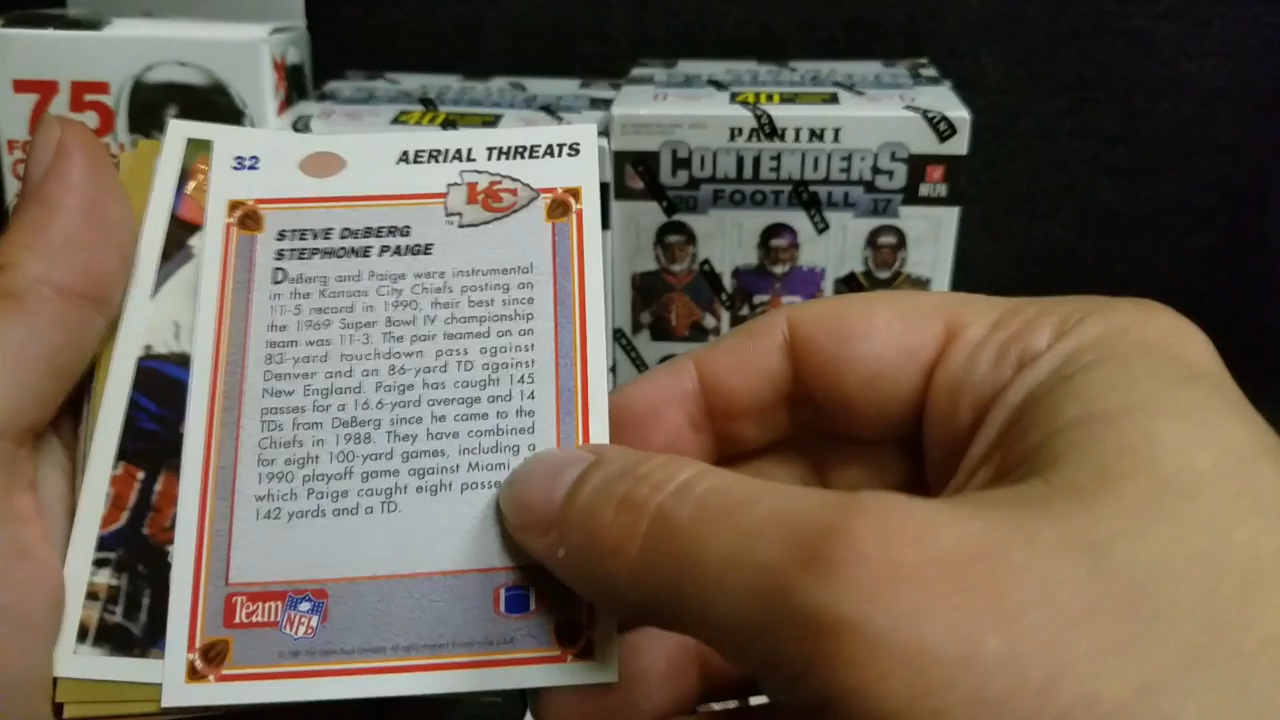 75
40
40
PANINI
CONTENDERS
20 FOOTBALL 17
NFLPA
32
AERIAL THREATS
KC
STEVE DEBERG
STEPHONE PAIGE
DeBerg and Paige were instrumental
in the Kansas City Chiefs posting an
11-5 record in 1990, their best since
the 1969 Super Bowl IV championship
team was 11-3. The pair teamed on an
83-yard touchdown pass against
Denver and an 86-yard TD against
New England. Paige has caught 145
passes for a 16.6-yard average and 14
TDs from DeBerg since he came to the
Chiefs in 1988. They have combined
for eight 100-yard games, including a
1990 playoff game against Miami,
which Paige caught eight passe
142 yards and a TD.
Team NFL